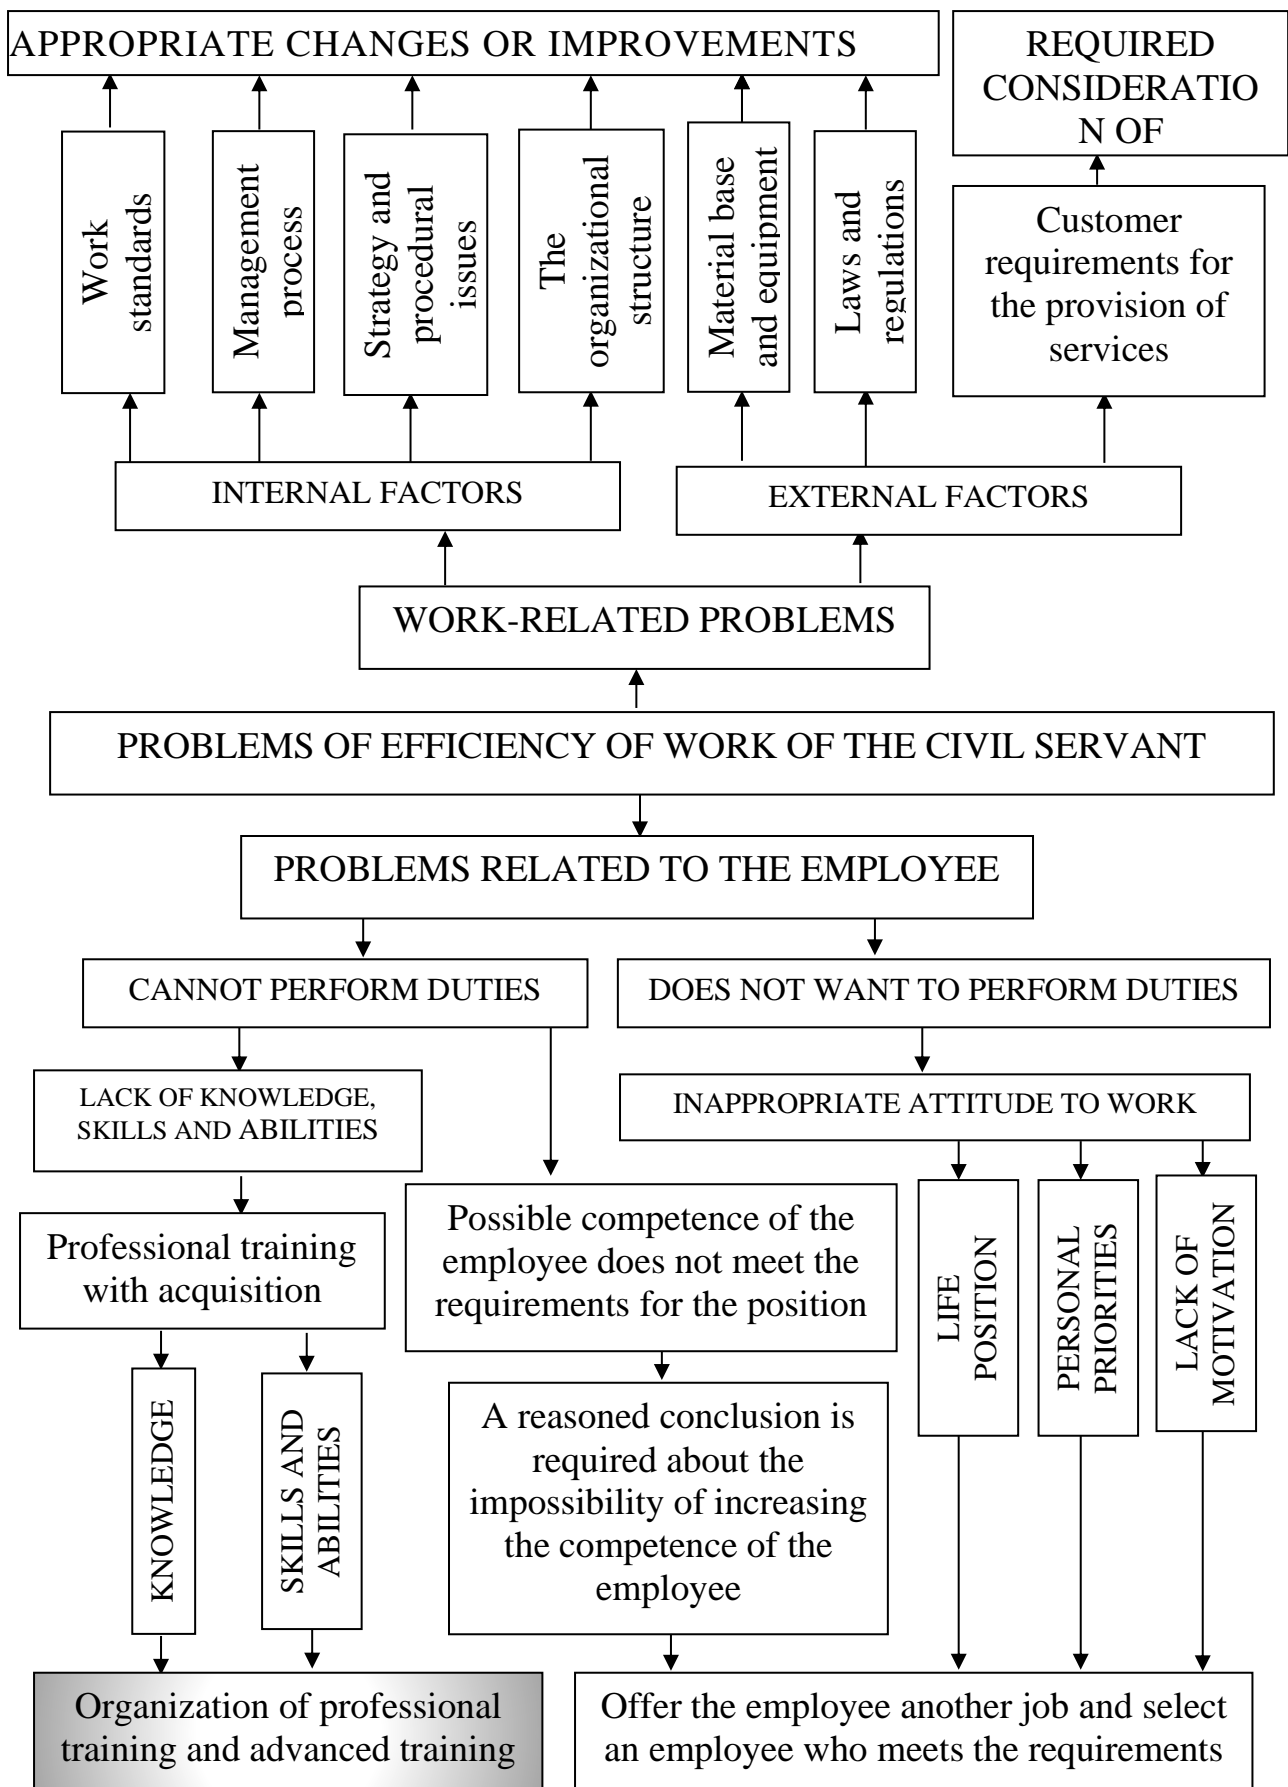 APPROPRIATE CHANGES OR IMPROVEMENTS
REQUIRED
CONSIDERATIO
N OF
Work
standards
Management
process
Strategy and
procedural
issues
The
organizational
structure
Material base
and equipment
Laws and
regulations
Customer
requirements for
the provision of
services
INTERNAL FACTORS
EXTERNAL FACTORS
WORK-RELATED PROBLEMS
PROBLEMS OF EFFICIENCY OF WORK OF THE CIVIL SERVANT
PROBLEMS RELATED TO THE EMPLOYEE
CANNOT PERFORM DUTIES
DOES NOT WANT TO PERFORM DUTIES
LACK OF KNOWLEDGE,
SKILLS AND ABILITIES
INAPPROPRIATE ATTITUDE TO WORK
Professional training
with acquisition
Possible competence of the
employee does not meet the
requirements for the position
LIFE
POSITION
PERSONAL
PRIORITIES
LACK OF
MOTIVATION
KNOWLEDGE
SKILLS AND
ABILITIES
A reasoned conclusion is
required about the
impossibility of increasing
the competence of the
employee
Organization of professional
training and advanced training
Offer the employee another job and select
an employee who meets the requirements